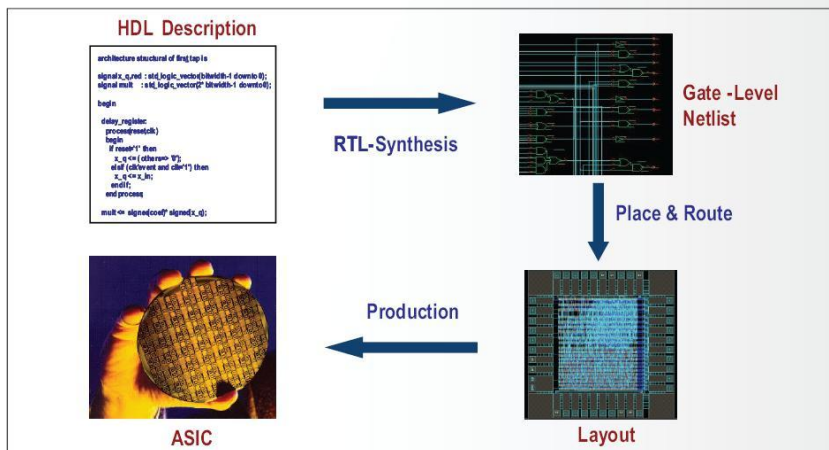 HDL Description
architecture structural of first_tap is
signal x_q,red : std_logic_vector(bitwidth-1 downto 0);
signal mult : std_logic_vector(2* bitwidth-1 downto 0);
begin
delay_register:
process(reset,clk)
begin
if reset='1' then
x_q <= (others=> '0');
elsif (clk'event and clk='1') then
x_q <= x_in;
end if;
end process;
mult <= signed(coef)* signed(x_q);
RTL-Synthesis
Gate -Level
Netlist
Place & Route
Layout
Production
ASIC